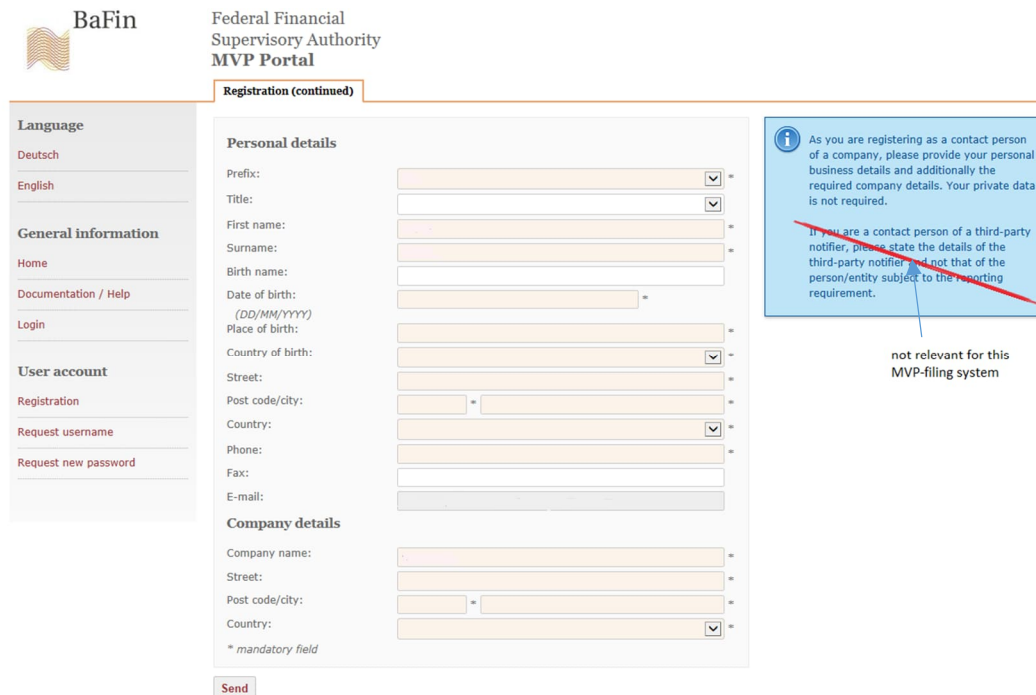 BaFin
Federal Financial
Supervisory Authority
MVP Portal
Registration (continued)
Language
Deutsch
English
General information
Home
Documentation / Help
Login
User account
Registration
Request username
Request new password
Personal details
Prefix: *
Title:
First name: *
Surname: *
Birth name:
Date of birth: *
(DD/MM/YYYY)
Place of birth: *
Country of birth: *
Street: *
Post code/city: * *
Country: *
Phone: *
Fax:
E-mail:
Company details
Company name: *
Street: *
Post code/city: * *
Country: *
* mandatory field
Send
i
As you are registering as a contact person
of a company, please provide your personal
business details and additionally the
required company details. Your private data
is not required.
If you are a contact person of a third-party
notifier, please state the details of the
third-party notifier and not that of the
person/entity subject to the reporting
requirement.
not relevant for this
MVP-filing system